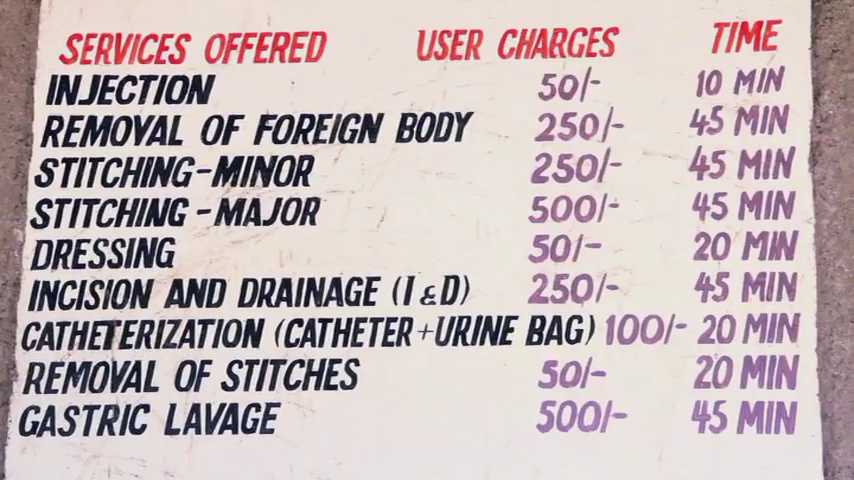 SERVICES OFFERED USER CHARGES TIME
INJECTION 50/- 10 MIN
REMOVAL OF FOREIGN BODY 250/- 45 MIN
STITCHING-MINOR 250/- 45 MIN
STITCHING-MAJOR 500/- 45 MIN
DRESSING 50/- 20 MIN
INCISION AND DRAINAGE (I & D) 250/- 45 MIN
CATHETERIZATION (CATHETER+URINE BAG) 100/- 20 MIN
REMOVAL OF STITCHES 50/- 20 MIN
GASTRIC LAVAGE 500/- 45 MIN